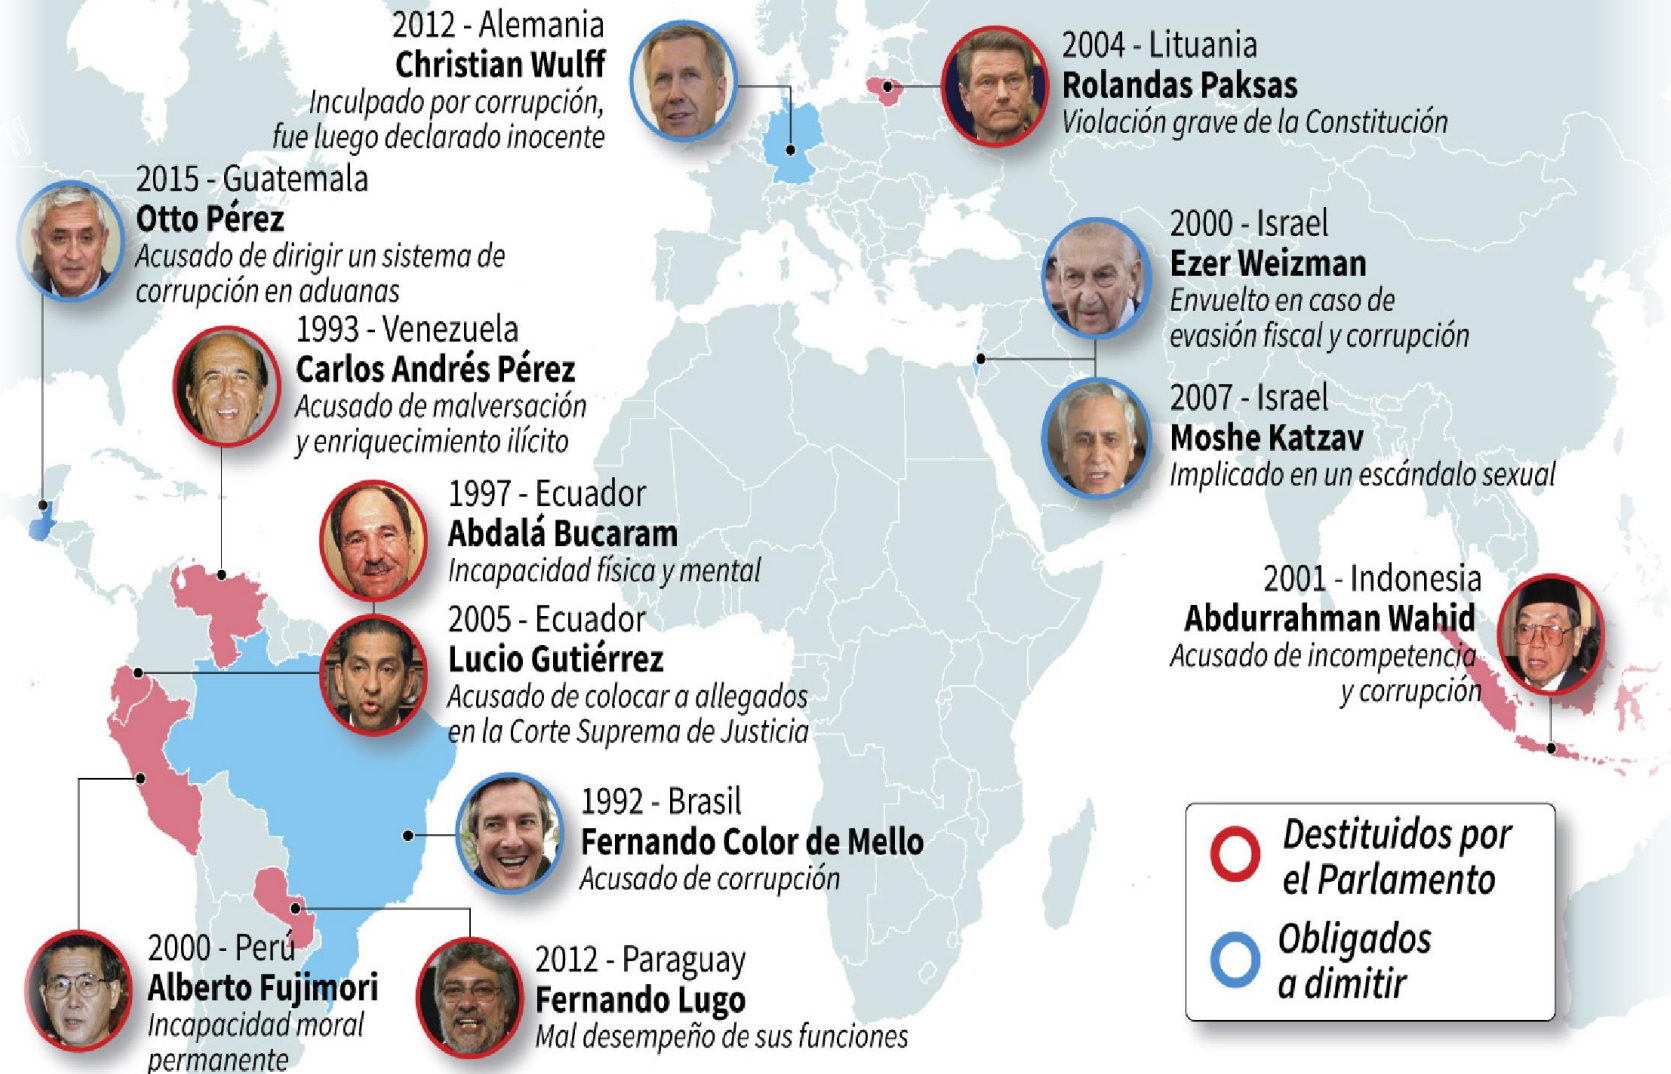 2012 - Alemania
Christian Wulff
Inculpado por corrupción,
fue luego declarado inocente
2004 - Lituania
Rolandas Paksas
Violación grave de la Constitución
2015 - Guatemala
Otto Pérez
Acusado de dirigir un sistema de
corrupción en aduanas
2000 - Israel
Ezer Weizman
Envuelto en caso de
evasión fiscal y corrupción
1993 - Venezuela
Carlos Andrés Pérez
Acusado de malversación
y enriquecimiento ilícito
2007 - Israel
Moshe Katzav
Implicado en un escándalo sexual
1997 - Ecuador
Abdalá Bucaram
Incapacidad física y mental
2005 - Ecuador
Lucio Gutiérrez
Acusado de colocar a allegados
en la Corte Suprema de Justicia
2001 - Indonesia
Abdurrahman Wahid
Acusado de incompetencia
y corrupción
1992 - Brasil
Fernando Color de Mello
Acusado de corrupción
2000 - Perú
Alberto Fujimori
Incapacidad moral
permanente
2012 - Paraguay
Fernando Lugo
Mal desempeño de sus funciones
Destituidos por
el Parlamento
Obligados
a dimitir